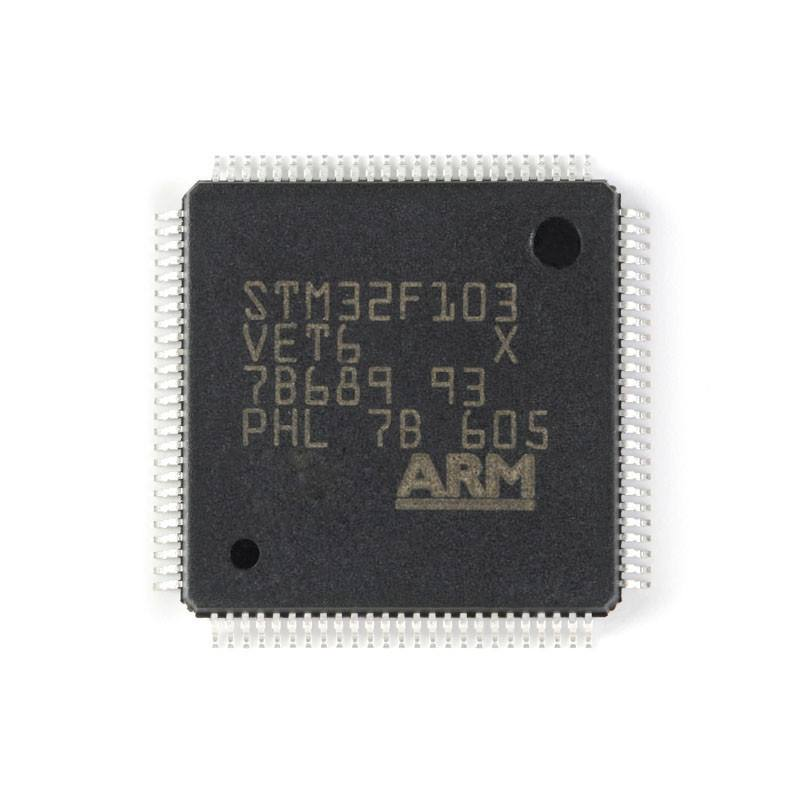 STM32F103
VET6 X
7B689 93
PHL 7B 605
ARM